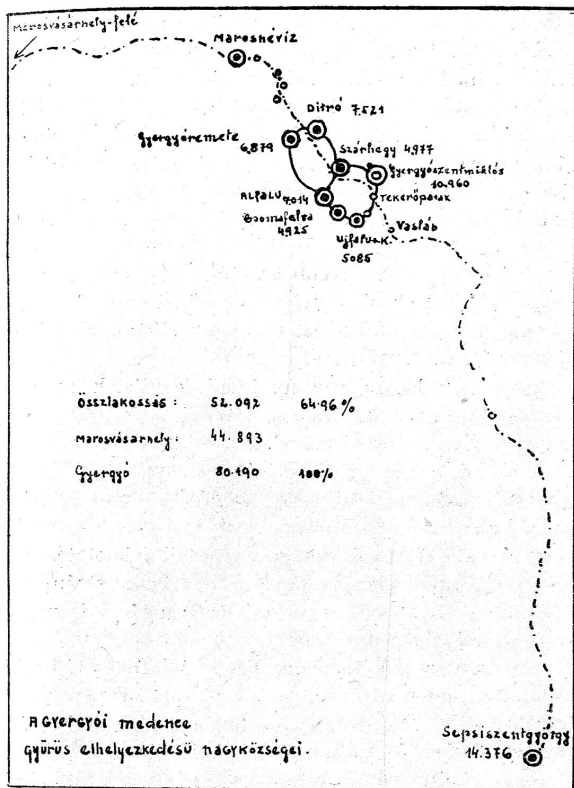 Marosvásárhely-felé
Maroshévíz
Ditró 7.521
Gyergyóremete
6.879
Szárhegy 4.977
Gyergyószentmiklós
10.960
Tekerőpatak
Alfalu 7.014
Csomafalva
4.925
Vasláb
Ujfalu
5085
Összlakosság: 52.092 64.96%
Marosvásárhely: 44.893
Gyergyó 80.190 100%
A Gyergyói medence
gyűrűs elhelyezkedésű nagyközségei.
Sepsiszentgyörgy
14.376